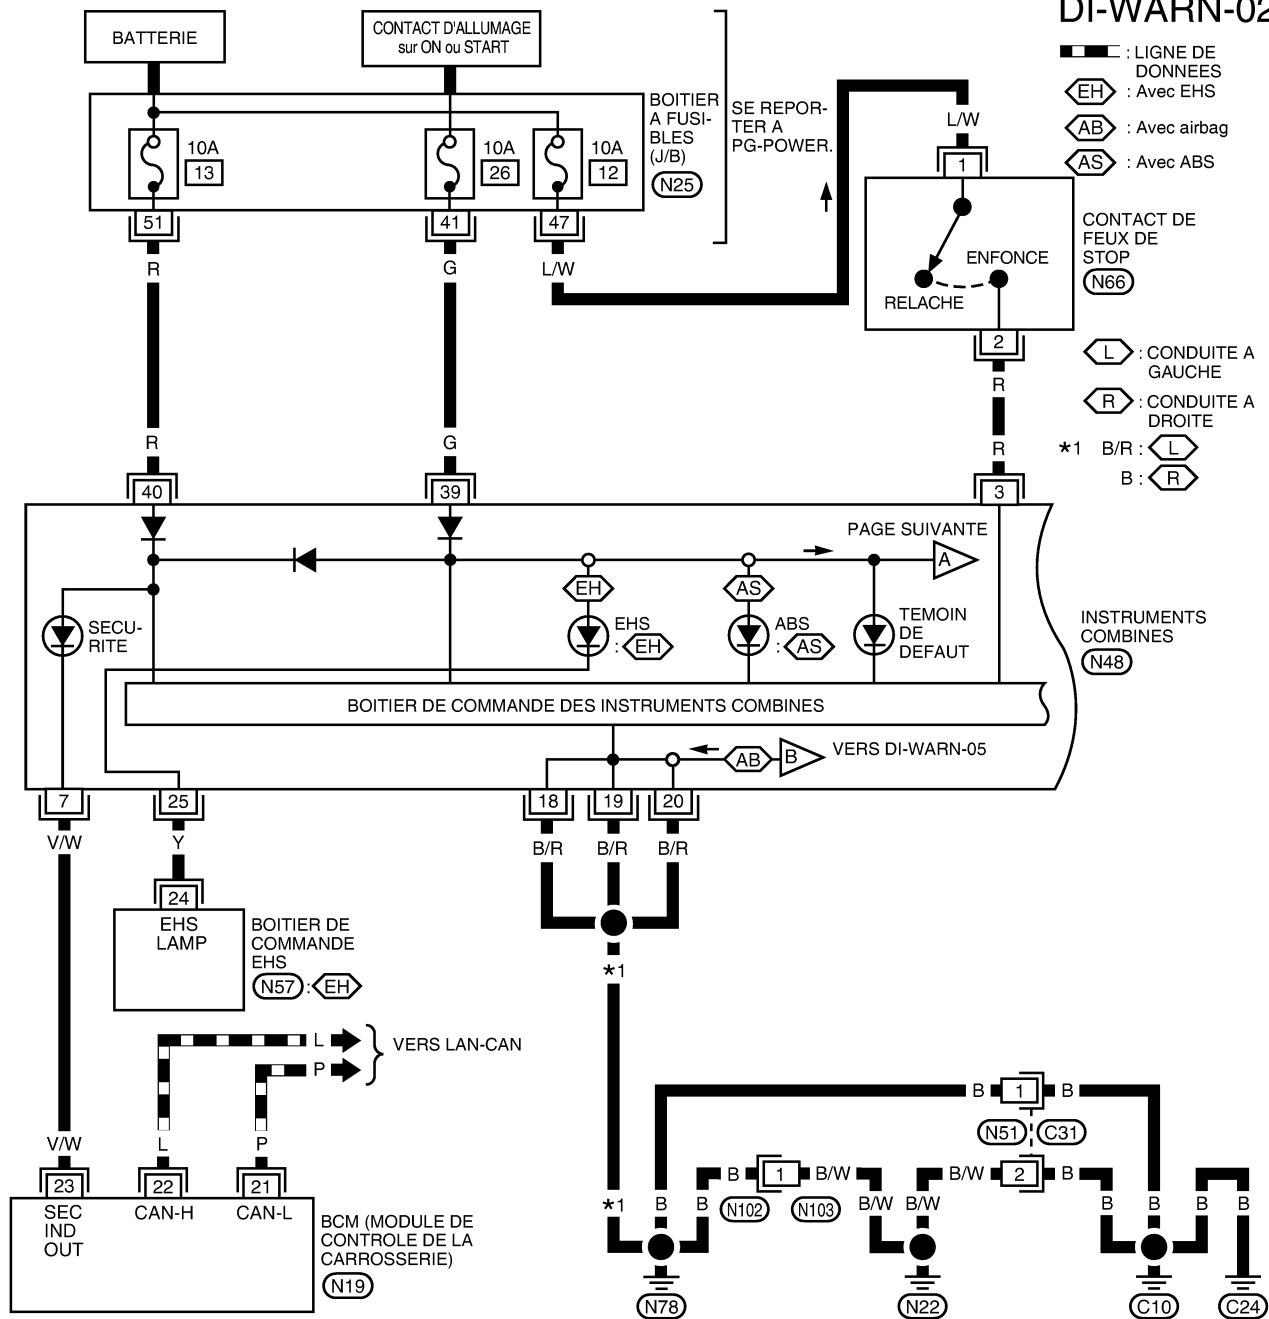 DI-WARN-02
BATTERIE
CONTACT D'ALLUMAGE
sur ON ou START
: LIGNE DE
DONNEES
EH : Avec EHS
AB : Avec airbag
AS : Avec ABS
BOITIER
A FUSI-
BLES
(J/B)
N25
SE REPOR-
TER A
PG-POWER.
10A
13
10A
26
10A
12
51
41
47
R
G
L/W
L/W
1
CONTACT DE
FEUX DE
STOP
N66
ENFONCE
RELACHE
2
R
R
L : CONDUITE A
GAUCHE
R : CONDUITE A
DROITE
*1 B/R : L
B : R
R
G
40
39
3
PAGE SUIVANTE
A
EH
AS
SECU-
RITE
EHS
: EH
ABS
: AS
TEMOIN
DE
DEFAUT
INSTRUMENTS
COMBINES
N48
BOITIER DE COMMANDE DES INSTRUMENTS COMBINES
AB
B
VERS DI-WARN-05
7
25
18
19
20
V/W
Y
B/R
B/R
B/R
24
EHS
LAMP
BOITIER DE
COMMANDE
EHS
N57 : EH
*1
L
P
VERS LAN-CAN
V/W
L
P
23
22
21
SEC
IND
OUT
CAN-H
CAN-L
BCM (MODULE DE
CONTROLE DE LA
CARROSSERIE)
N19
B
1
B
N51
C31
B
1
B/W
N102
N103
B/W
2
B
*1
B
B
B/W
B/W
B
B
B
B
N78
N22
C10
C24